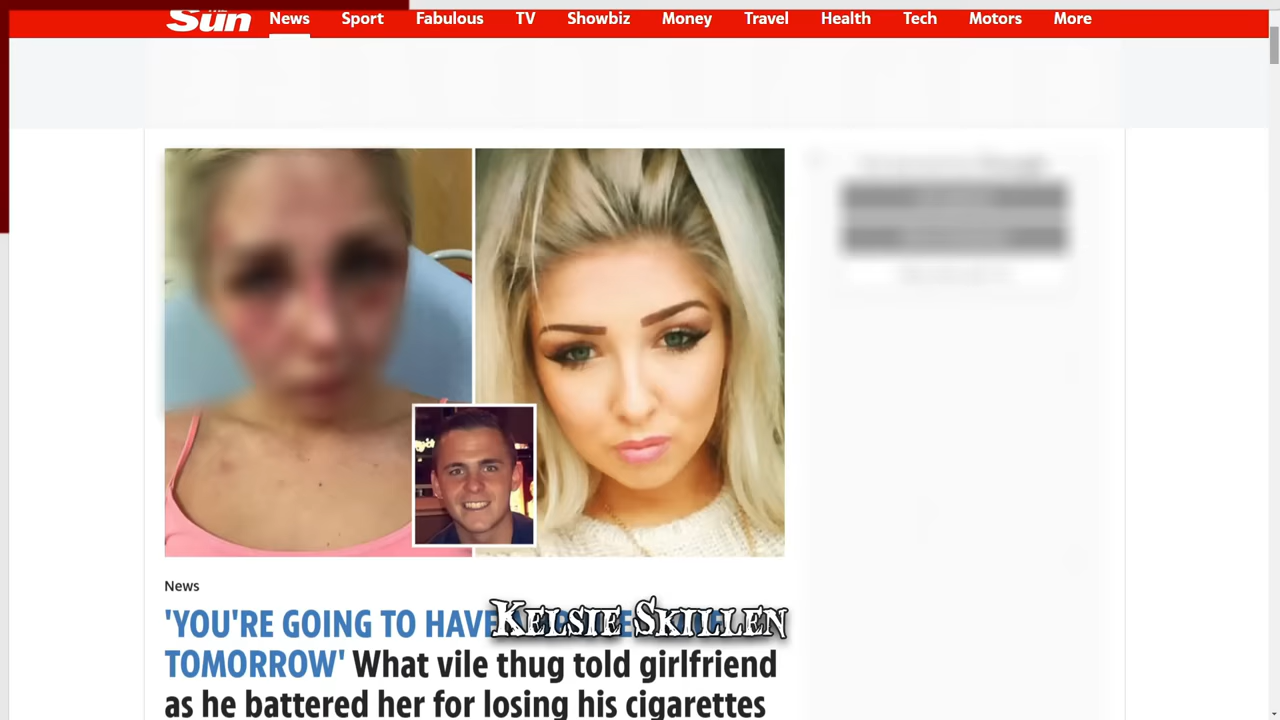 Sun News Sport Fabulous TV Showbiz Money Travel Health Tech Motors More
News
'YOU'RE GOING TO HAVE
KELSIE SKILLEN
TOMORROW' What vile thug told girlfriend
as he battered her for losing his cigarettes